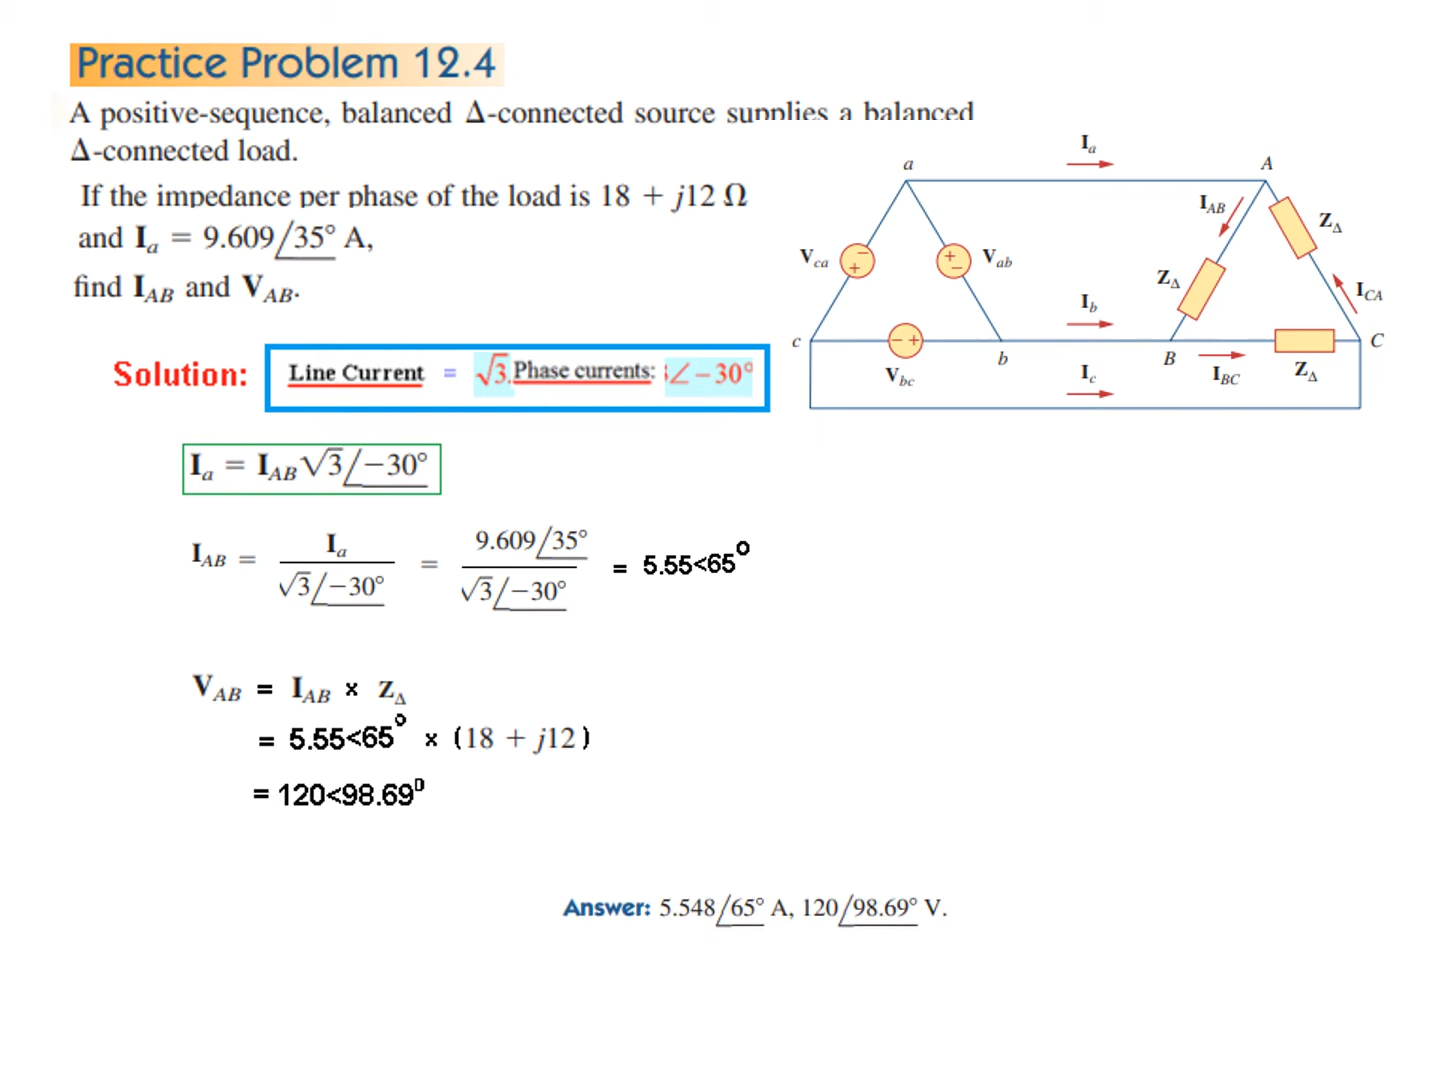 Practice Problem 12.4
A positive-sequence, balanced Δ-connected source supplies a balanced
Δ-connected load.
If the impedance per phase of the load is 18 + j12 Ω
and Ia = 9.609/35° A,
find IAB and VAB.
Ia
a
A
IAB
ZΔ
Vca
− +
+ −
Vab
ZΔ
ICA
Ib
c
− +
b
B
C
Vbc
Ic
IBC
ZΔ
Solution:
Line Current = √3 Phase currents: ∠−30°
Ia = IAB√3/−30°
IAB = Ia / √3/−30° = 9.609/35° / √3/−30° = 5.55<65°
VAB = IAB × ZΔ
= 5.55<65° × (18 + j12)
= 120<98.69°
Answer: 5.548/65° A, 120/98.69° V.